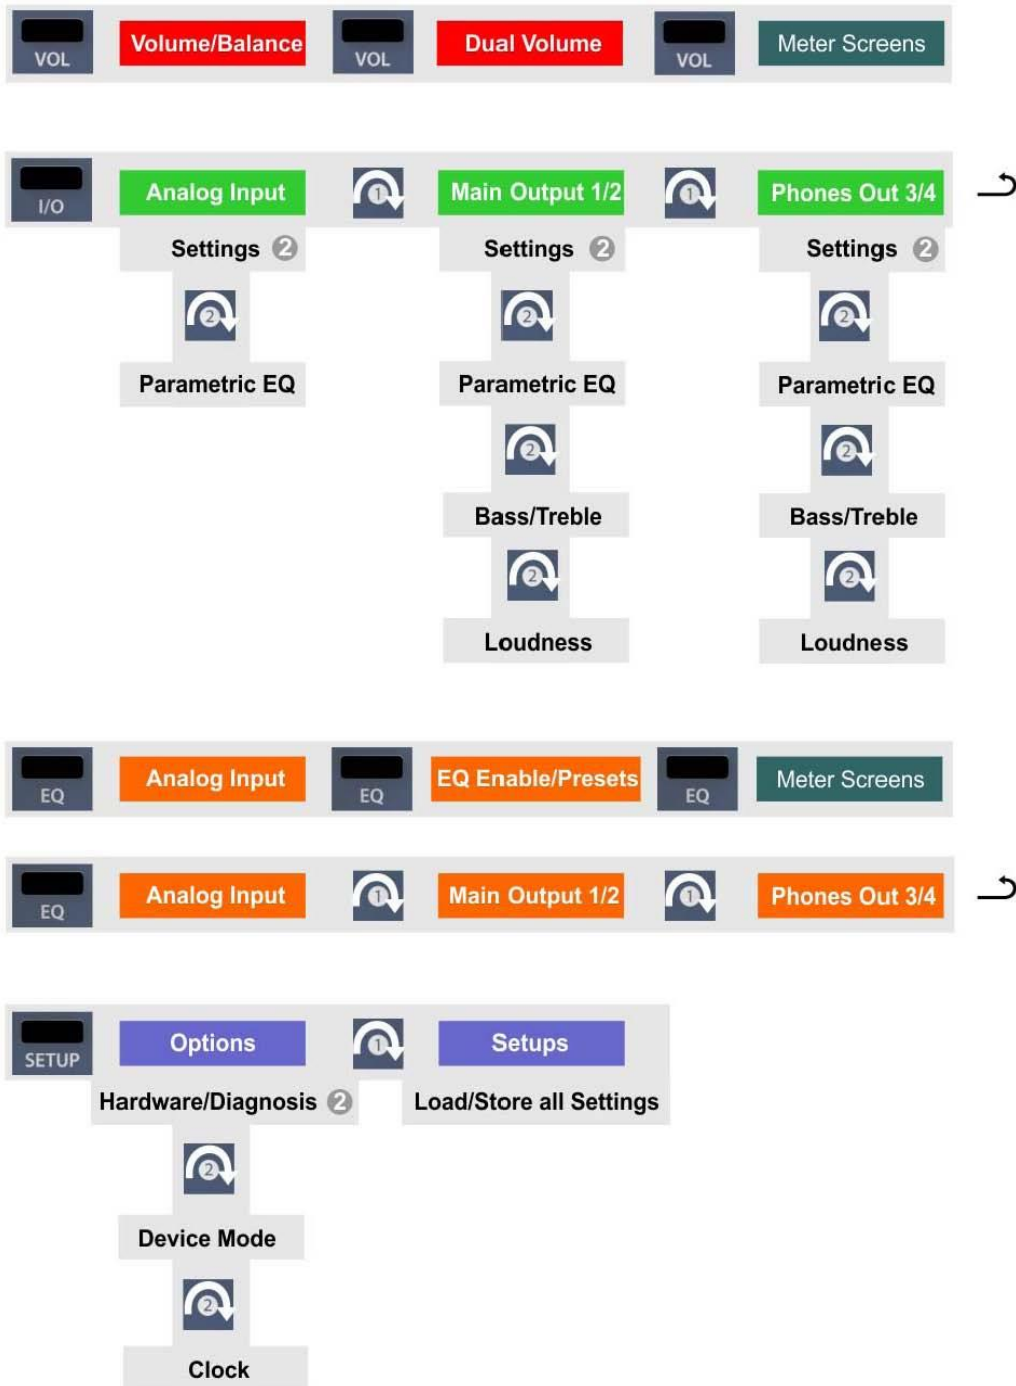 VOL Volume/Balance VOL Dual Volume VOL Meter Screens
I/O Analog Input 1 Main Output 1/2 1 Phones Out 3/4
Settings 2 Settings 2 Settings 2
2 2 2
Parametric EQ Parametric EQ Parametric EQ
2 2
Bass/Treble Bass/Treble
2 2
Loudness Loudness
EQ Analog Input EQ EQ Enable/Presets EQ Meter Screens
EQ Analog Input 1 Main Output 1/2 1 Phones Out 3/4
SETUP Options 1 Setups
Hardware/Diagnosis 2 Load/Store all Settings
2
Device Mode
2
Clock